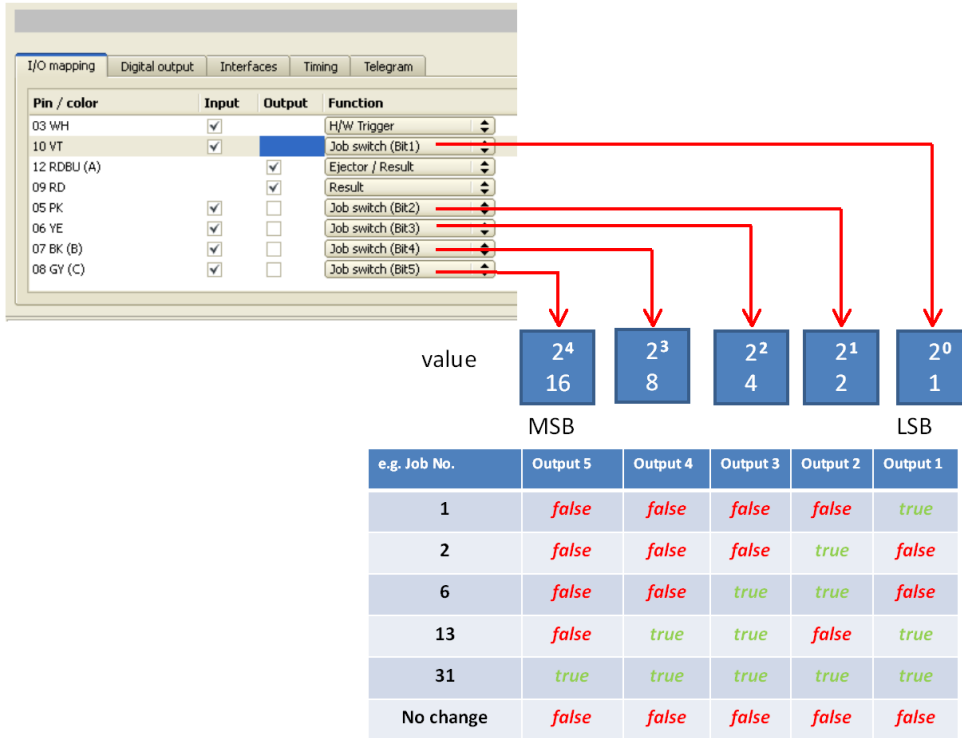 I/O mapping Digital output Interfaces Timing Telegram
Pin / color Input Output Function
03 WH H/W Trigger
10 VT Job switch (Bit1)
12 RDBU (A) Ejector / Result
09 RD Result
05 PK Job switch (Bit2)
06 YE Job switch (Bit3)
07 BK (B) Job switch (Bit4)
08 GY (C) Job switch (Bit5)
value 2⁴ 2³ 2² 2¹ 2⁰
16 8 4 2 1
MSB LSB
e.g. Job No. Output 5 Output 4 Output 3 Output 2 Output 1
1 false false false false true
2 false false false true false
6 false false true true false
13 false true true false true
31 true true true true true
No change false false false false false